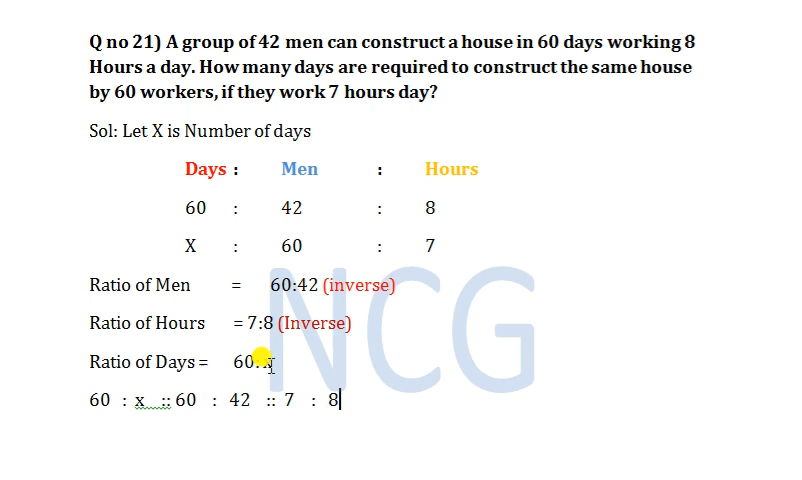 Q no 21) A group of 42 men can construct a house in 60 days working 8
Hours a day. How many days are required to construct the same house
by 60 workers, if they work 7 hours day?
Sol: Let X is Number of days
Days : Men : Hours
60 : 42 : 8
X : 60 : 7
Ratio of Men = 60:42 (inverse)
Ratio of Hours = 7:8 (Inverse)
Ratio of Days = 60:x
60 : x :: 60 : 42 :: 7 : 8
NCG